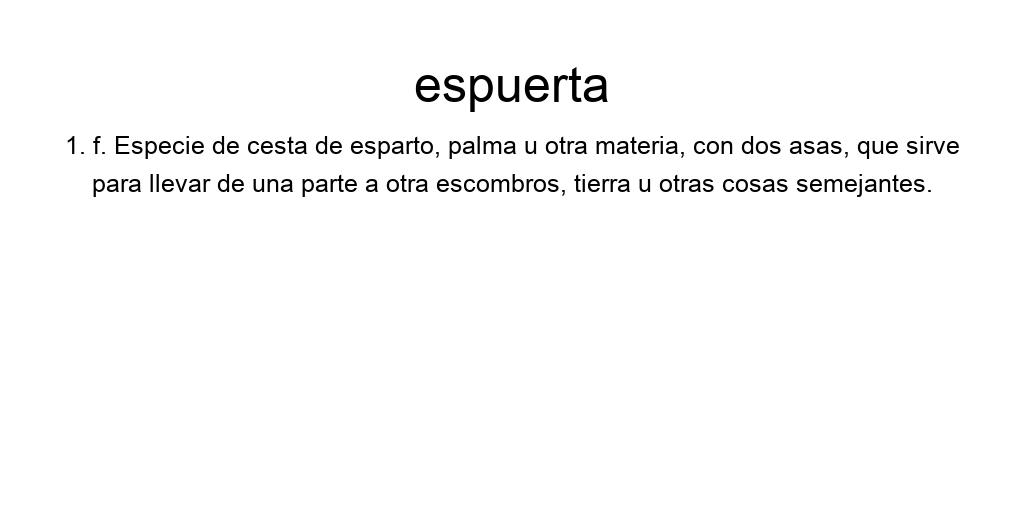 espuerta
1. f. Especie de cesta de esparto, palma u otra materia, con dos asas, que sirve
para llevar de una parte a otra escombros, tierra u otras cosas semejantes.